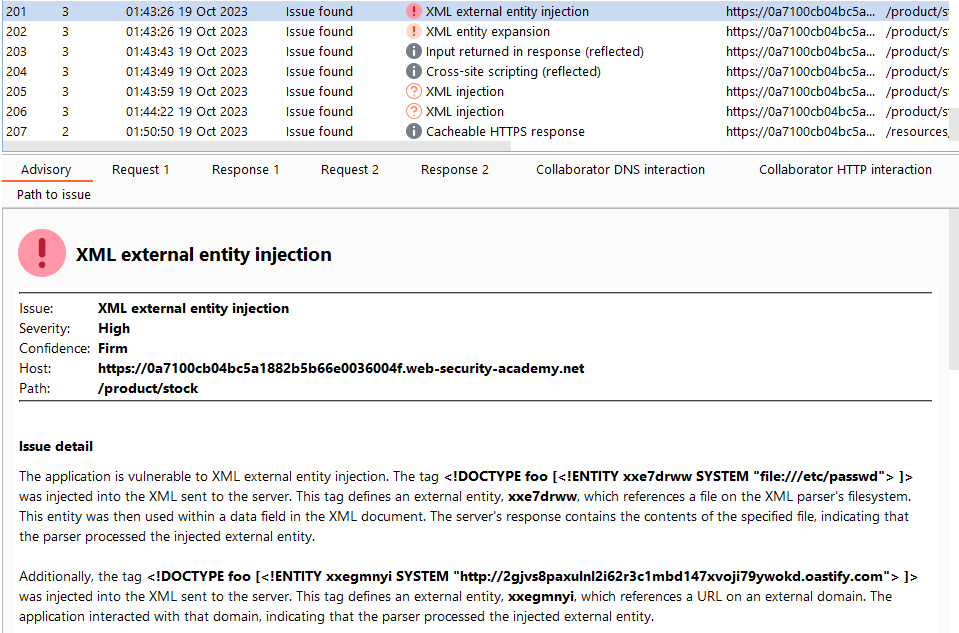 201 3 01:43:26 19 Oct 2023 Issue found ! XML external entity injection https://0a7100cb04bc5a... /product/s
202 3 01:43:26 19 Oct 2023 Issue found ! XML entity expansion https://0a7100cb04bc5a... /product/s
203 3 01:43:43 19 Oct 2023 Issue found i Input returned in response (reflected) https://0a7100cb04bc5a... /product/s
204 3 01:43:49 19 Oct 2023 Issue found i Cross-site scripting (reflected) https://0a7100cb04bc5a... /product/s
205 3 01:43:59 19 Oct 2023 Issue found ? XML injection https://0a7100cb04bc5a... /product/s
206 3 01:44:22 19 Oct 2023 Issue found ? XML injection https://0a7100cb04bc5a... /product/s
207 2 01:50:50 19 Oct 2023 Issue found i Cacheable HTTPS response https://0a7100cb04bc5a... /resources,
Advisory Request 1 Response 1 Request 2 Response 2 Collaborator DNS interaction Collaborator HTTP interaction
Path to issue
! XML external entity injection
Issue: XML external entity injection
Severity: High
Confidence: Firm
Host: https://0a7100cb04bc5a1882b5b66e0036004f.web-security-academy.net
Path: /product/stock
Issue detail
The application is vulnerable to XML external entity injection. The tag <!DOCTYPE foo [<!ENTITY xxe7drww SYSTEM "file:///etc/passwd"> ]>
was injected into the XML sent to the server. This tag defines an external entity, xxe7drww, which references a file on the XML parser's filesystem.
This entity was then used within a data field in the XML document. The server's response contains the contents of the specified file, indicating that
the parser processed the injected external entity.
Additionally, the tag <!DOCTYPE foo [<!ENTITY xxegmnyi SYSTEM "http://2gjvs8paxulnl2i62r3c1mbd147xvoji79ywokd.oastify.com"> ]>
was injected into the XML sent to the server. This tag defines an external entity, xxegmnyi, which references a URL on an external domain. The
application interacted with that domain, indicating that the parser processed the injected external entity.